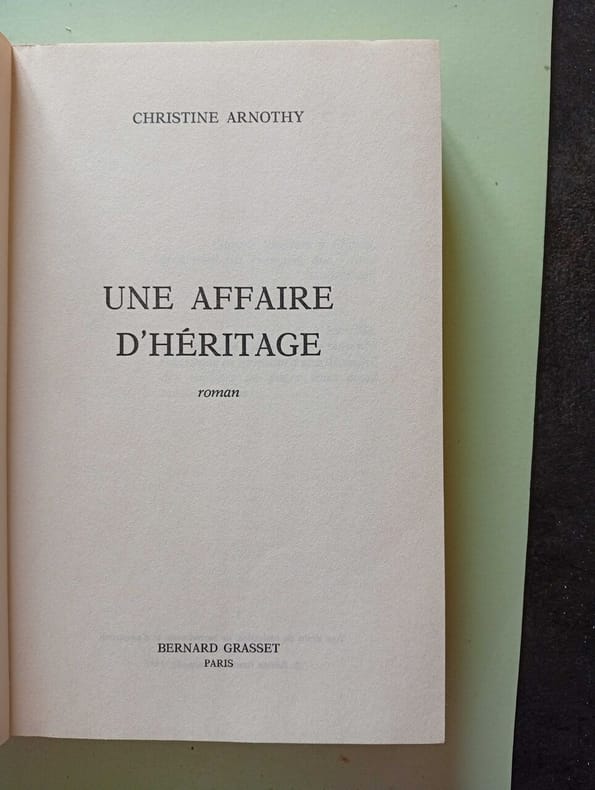 CHRISTINE ARNOTHY
UNE AFFAIRE
D'HÉRITAGE
roman
BERNARD GRASSET
PARIS